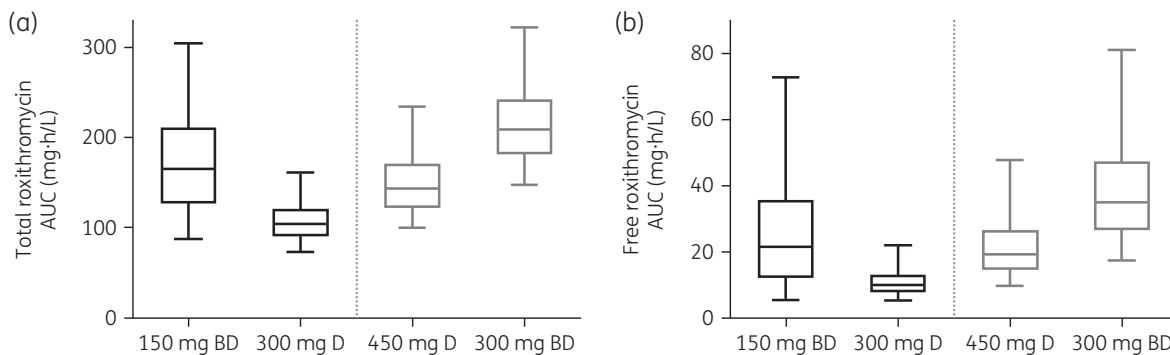 (a)
Total roxithromycin
AUC (mg·h/L)
300
200
100
0
150 mg BD 300 mg D 450 mg D 300 mg BD
(b)
Free roxithromycin
AUC (mg·h/L)
80
60
40
20
0
150 mg BD 300 mg D 450 mg D 300 mg BD